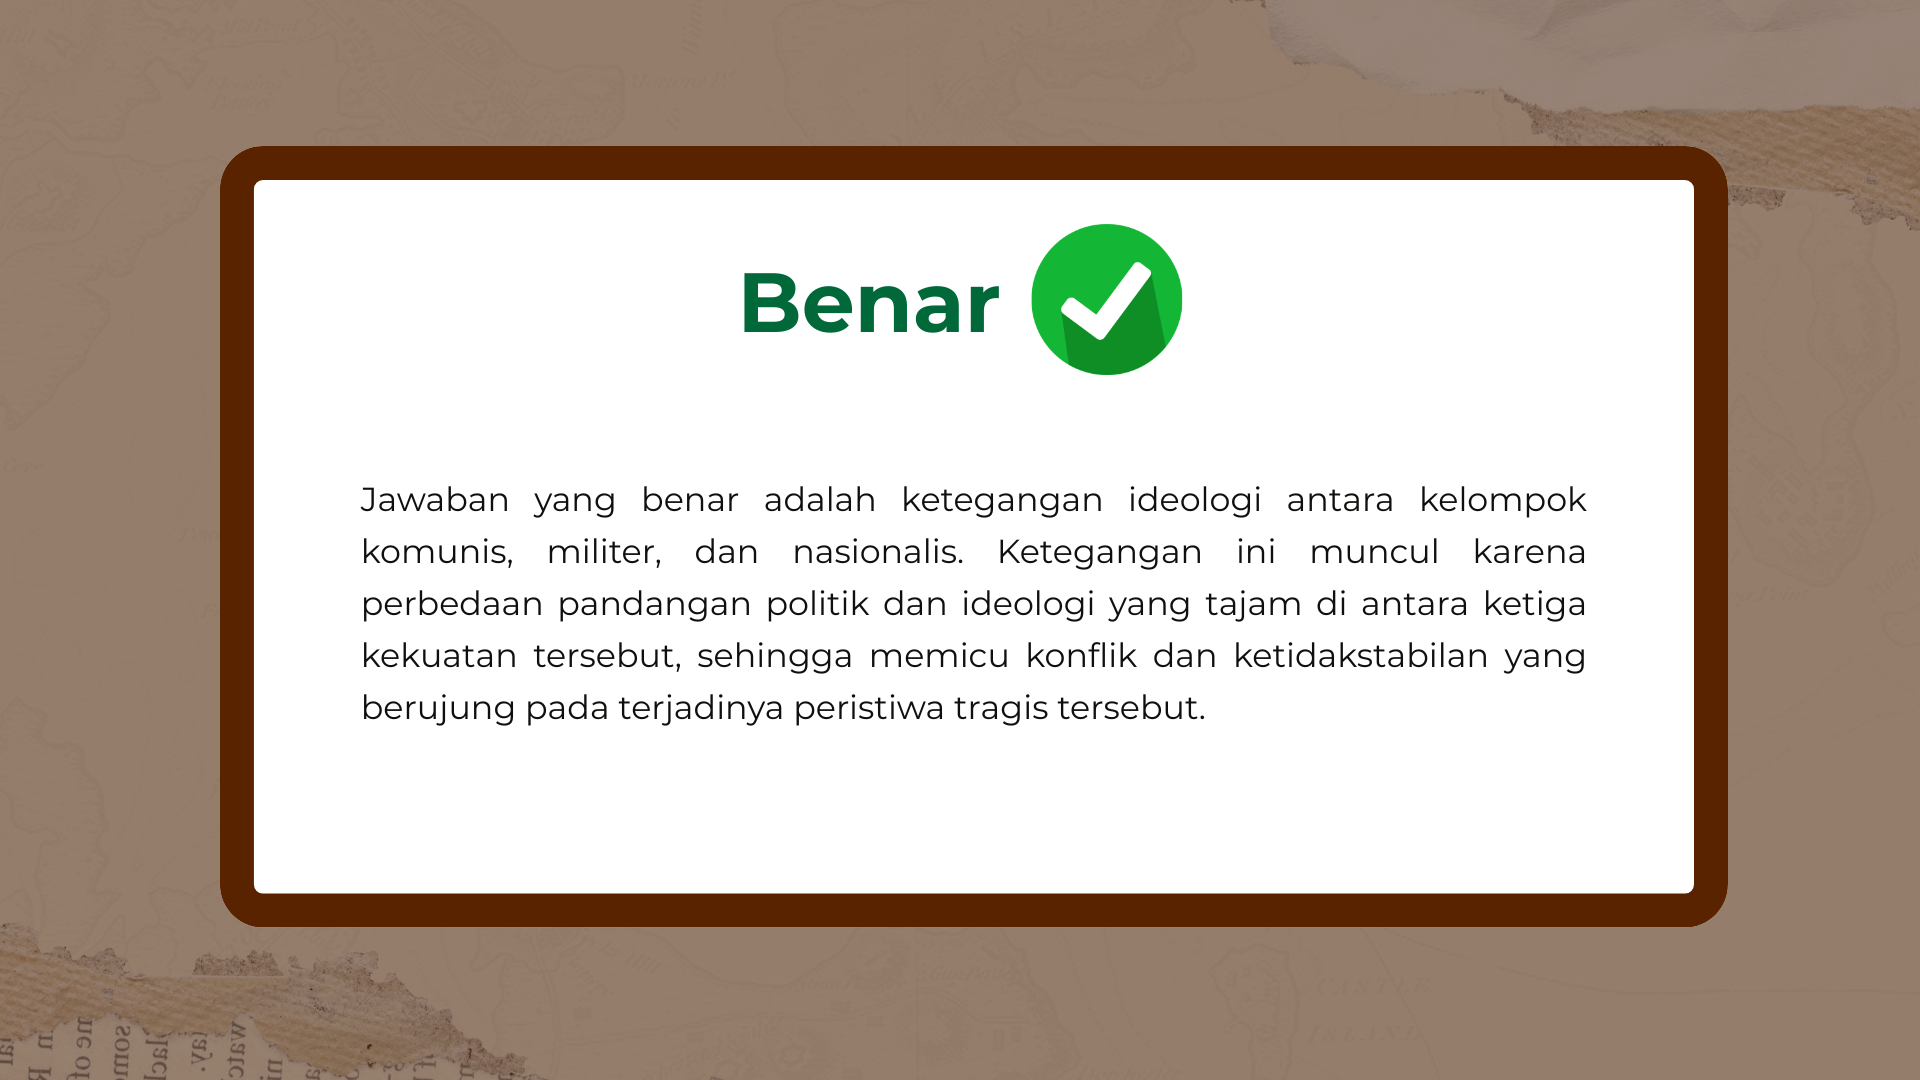 Benar
Jawaban yang benar adalah ketegangan ideologi antara kelompok
komunis, militer, dan nasionalis. Ketegangan ini muncul karena
perbedaan pandangan politik dan ideologi yang tajam di antara ketiga
kekuatan tersebut, sehingga memicu konflik dan ketidakstabilan yang
berujung pada terjadinya peristiwa tragis tersebut.